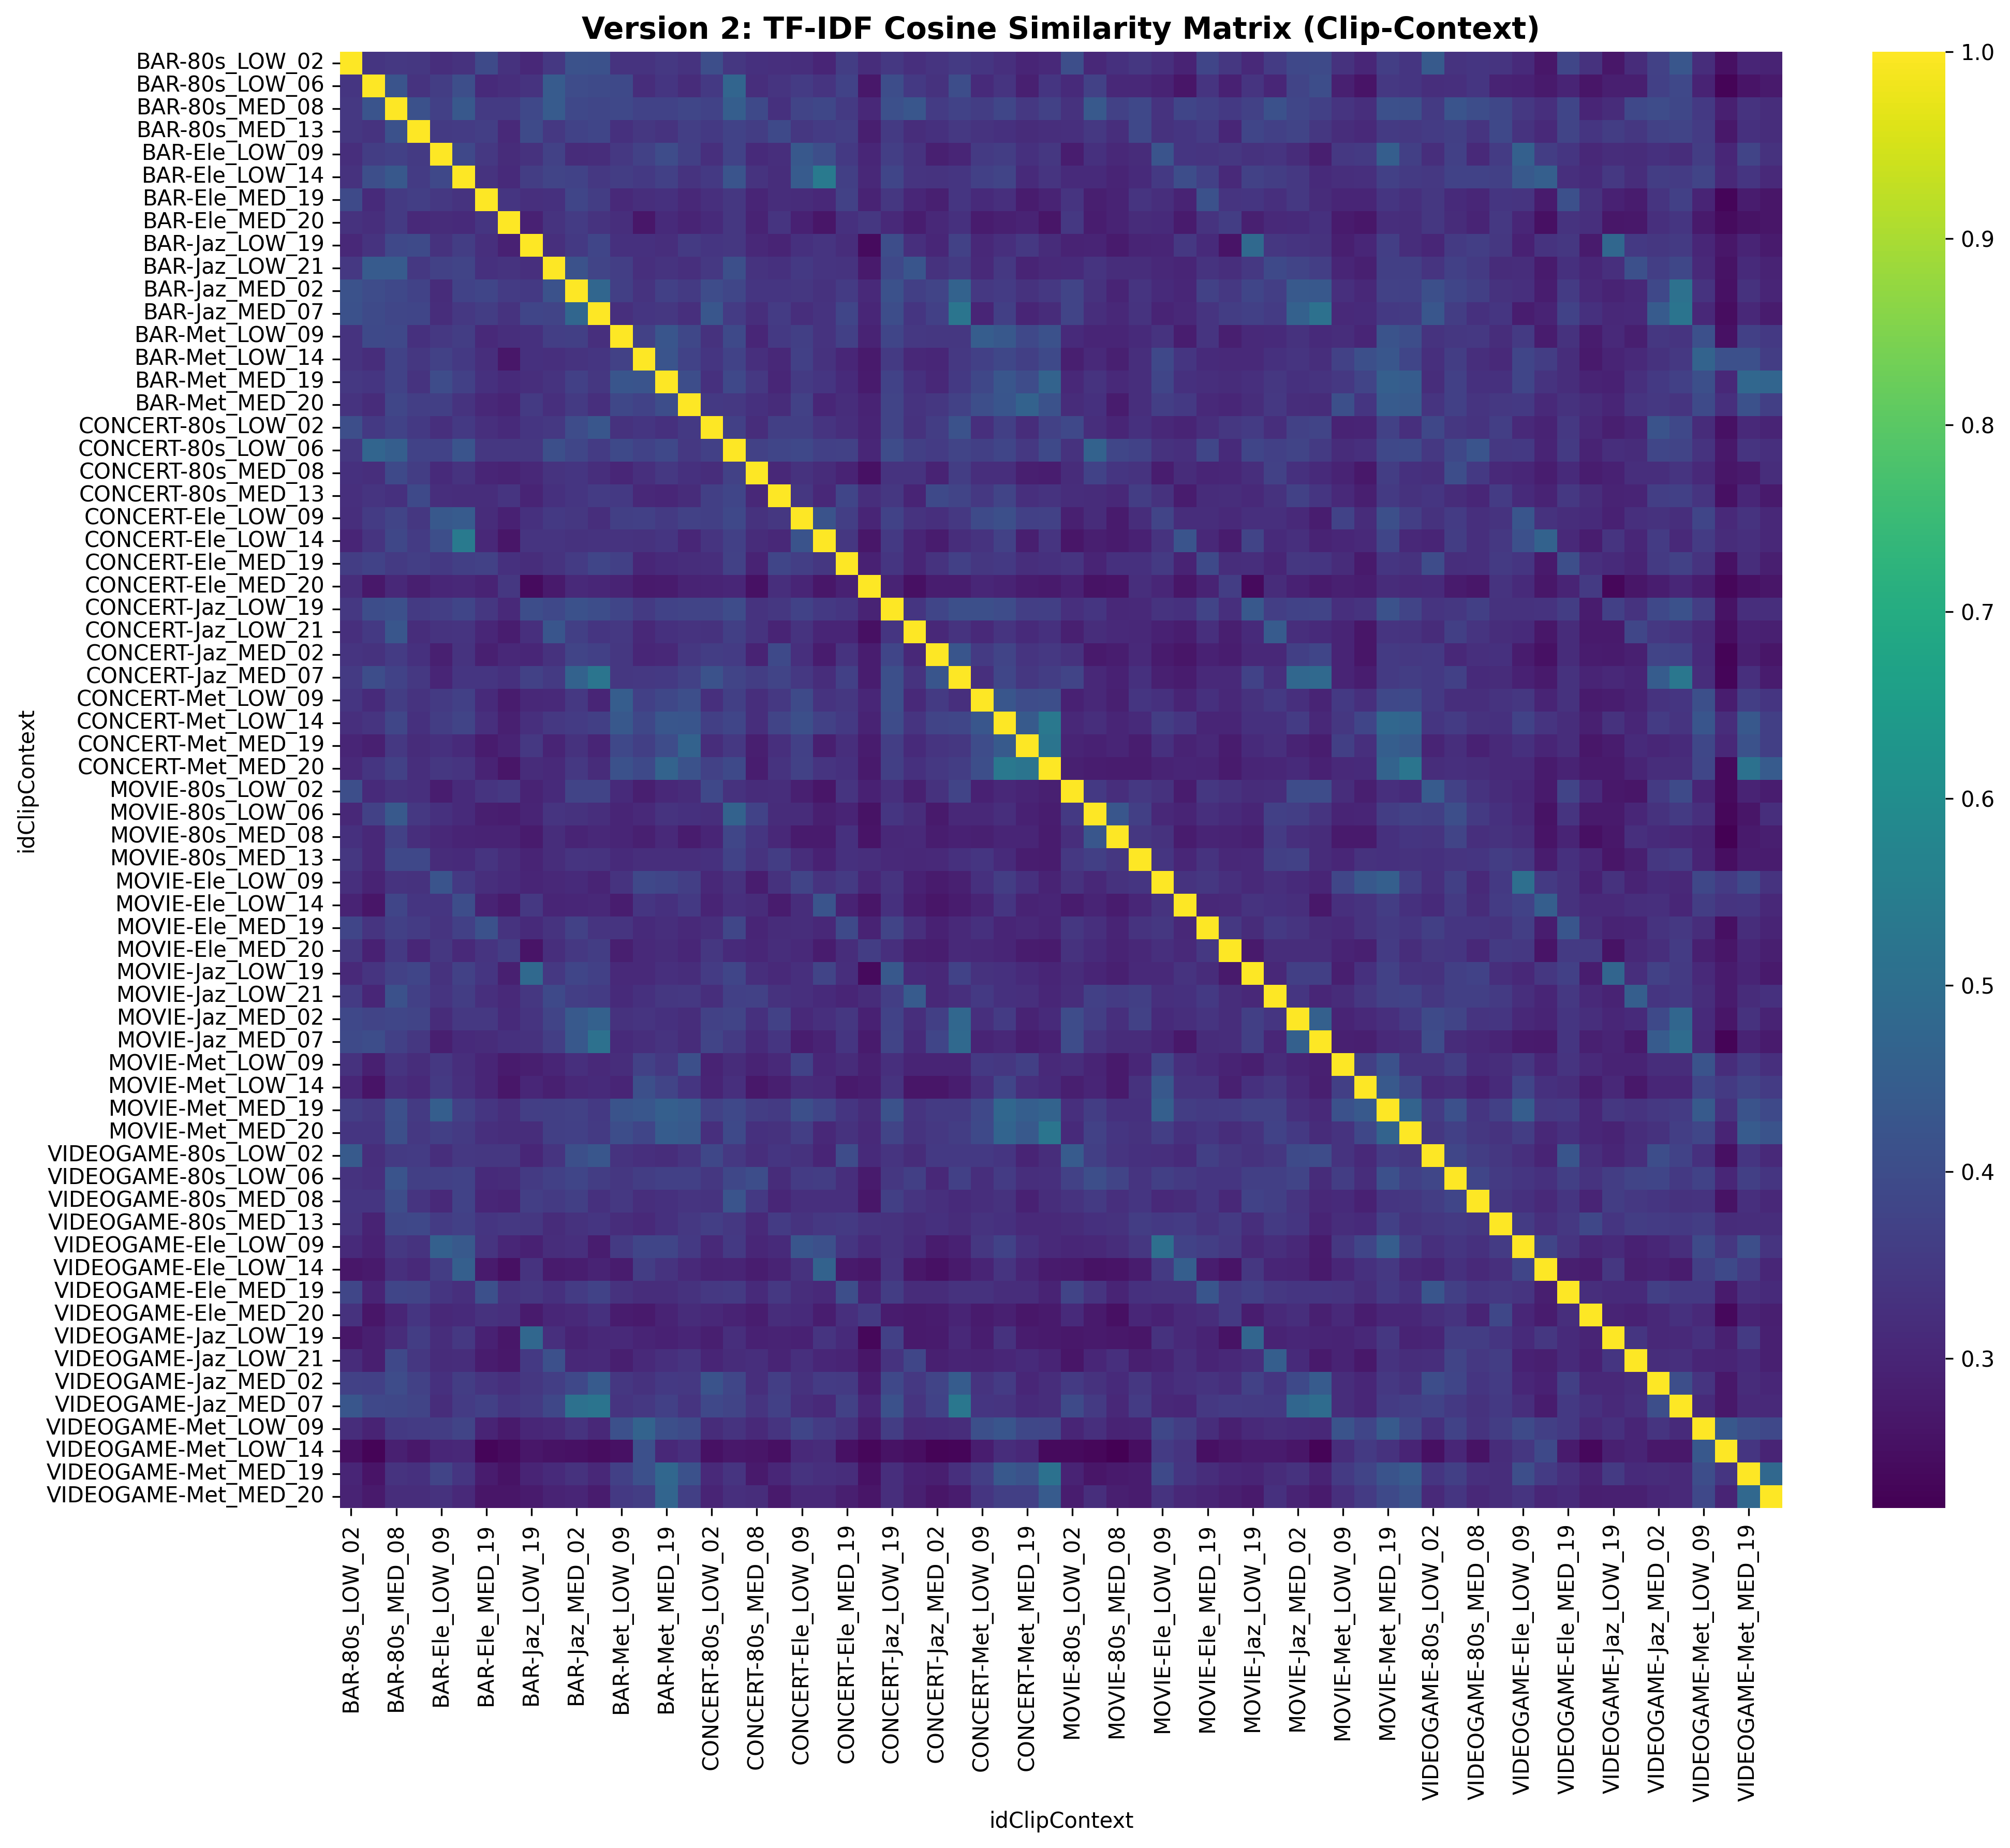 Version 2: TF-IDF Cosine Similarity Matrix (Clip-Context)
BAR-80s_LOW_02
BAR-80s_LOW_06
BAR-80s_MED_08
BAR-80s_MED_13
BAR-Ele_LOW_09
BAR-Ele_LOW_14
BAR-Ele_MED_19
BAR-Ele_MED_20
BAR-Jaz_LOW_19
BAR-Jaz_LOW_21
BAR-Jaz_MED_02
BAR-Jaz_MED_07
BAR-Met_LOW_09
BAR-Met_LOW_14
BAR-Met_MED_19
BAR-Met_MED_20
CONCERT-80s_LOW_02
CONCERT-80s_LOW_06
CONCERT-80s_MED_08
CONCERT-80s_MED_13
CONCERT-Ele_LOW_09
CONCERT-Ele_LOW_14
CONCERT-Ele_MED_19
CONCERT-Ele_MED_20
CONCERT-Jaz_LOW_19
CONCERT-Jaz_LOW_21
CONCERT-Jaz_MED_02
CONCERT-Jaz_MED_07
CONCERT-Met_LOW_09
CONCERT-Met_LOW_14
CONCERT-Met_MED_19
CONCERT-Met_MED_20
MOVIE-80s_LOW_02
MOVIE-80s_LOW_06
MOVIE-80s_MED_08
MOVIE-80s_MED_13
MOVIE-Ele_LOW_09
MOVIE-Ele_LOW_14
MOVIE-Ele_MED_19
MOVIE-Ele_MED_20
MOVIE-Jaz_LOW_19
MOVIE-Jaz_LOW_21
MOVIE-Jaz_MED_02
MOVIE-Jaz_MED_07
MOVIE-Met_LOW_09
MOVIE-Met_LOW_14
MOVIE-Met_MED_19
MOVIE-Met_MED_20
VIDEOGAME-80s_LOW_02
VIDEOGAME-80s_LOW_06
VIDEOGAME-80s_MED_08
VIDEOGAME-80s_MED_13
VIDEOGAME-Ele_LOW_09
VIDEOGAME-Ele_LOW_14
VIDEOGAME-Ele_MED_19
VIDEOGAME-Ele_MED_20
VIDEOGAME-Jaz_LOW_19
VIDEOGAME-Jaz_LOW_21
VIDEOGAME-Jaz_MED_02
VIDEOGAME-Jaz_MED_07
VIDEOGAME-Met_LOW_09
VIDEOGAME-Met_LOW_14
VIDEOGAME-Met_MED_19
VIDEOGAME-Met_MED_20
idClipContext
BAR-80s_LOW_02
BAR-80s_MED_08
BAR-Ele_LOW_09
BAR-Ele_MED_19
BAR-Jaz_LOW_19
BAR-Jaz_MED_02
BAR-Met_LOW_09
BAR-Met_MED_19
CONCERT-80s_LOW_02
CONCERT-80s_MED_08
CONCERT-Ele_LOW_09
CONCERT-Ele_MED_19
CONCERT-Jaz_LOW_19
CONCERT-Jaz_MED_02
CONCERT-Met_LOW_09
CONCERT-Met_MED_19
MOVIE-80s_LOW_02
MOVIE-80s_MED_08
MOVIE-Ele_LOW_09
MOVIE-Ele_MED_19
MOVIE-Jaz_LOW_19
MOVIE-Jaz_MED_02
MOVIE-Met_LOW_09
MOVIE-Met_MED_19
VIDEOGAME-80s_LOW_02
VIDEOGAME-80s_MED_08
VIDEOGAME-Ele_LOW_09
VIDEOGAME-Ele_MED_19
VIDEOGAME-Jaz_LOW_19
VIDEOGAME-Jaz_MED_02
VIDEOGAME-Met_LOW_09
VIDEOGAME-Met_MED_19
idClipContext
1.0
0.9
0.8
0.7
0.6
0.5
0.4
0.3